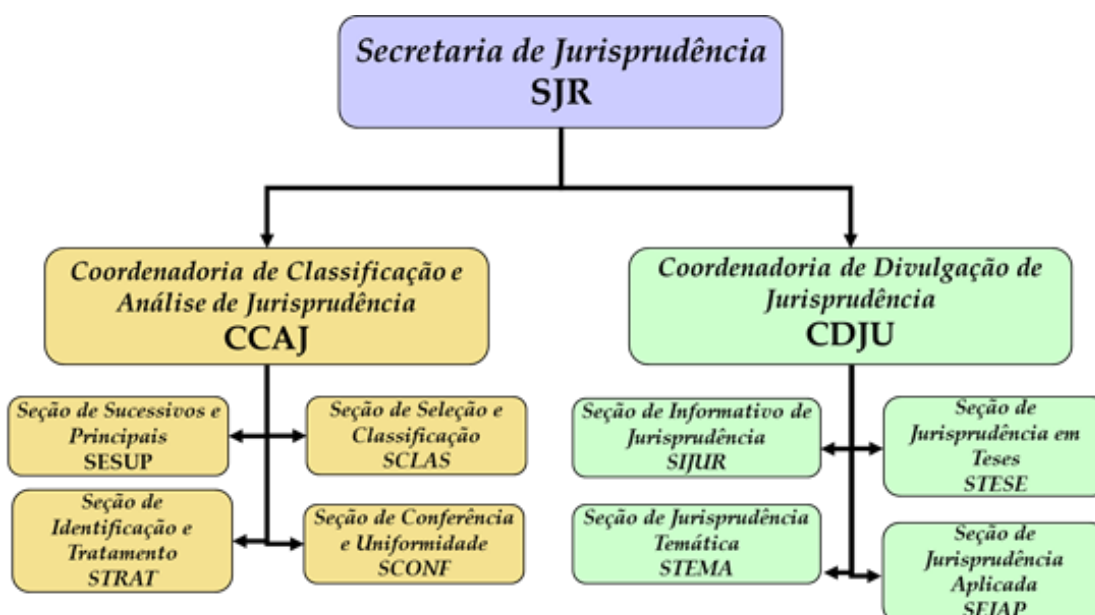 Secretaria de Jurisprudência
SJR
Coordenadoria de Classificação e
Análise de Jurisprudência
CCAJ
Coordenadoria de Divulgação de
Jurisprudência
CDJU
Seção de Sucessivos e
Principais
SESUP
Seção de Seleção e
Classificação
SCLAS
Seção de
Identificação e
Tratamento
STRAT
Seção de Conferência
e Uniformidade
SCONF
Seção de Informativo de
Jurisprudência
SIJUR
Seção de
Jurisprudência em
Teses
STESE
Seção de Jurisprudência
Temática
STEMA
Seção de
Jurisprudência
Aplicada
SEJAP